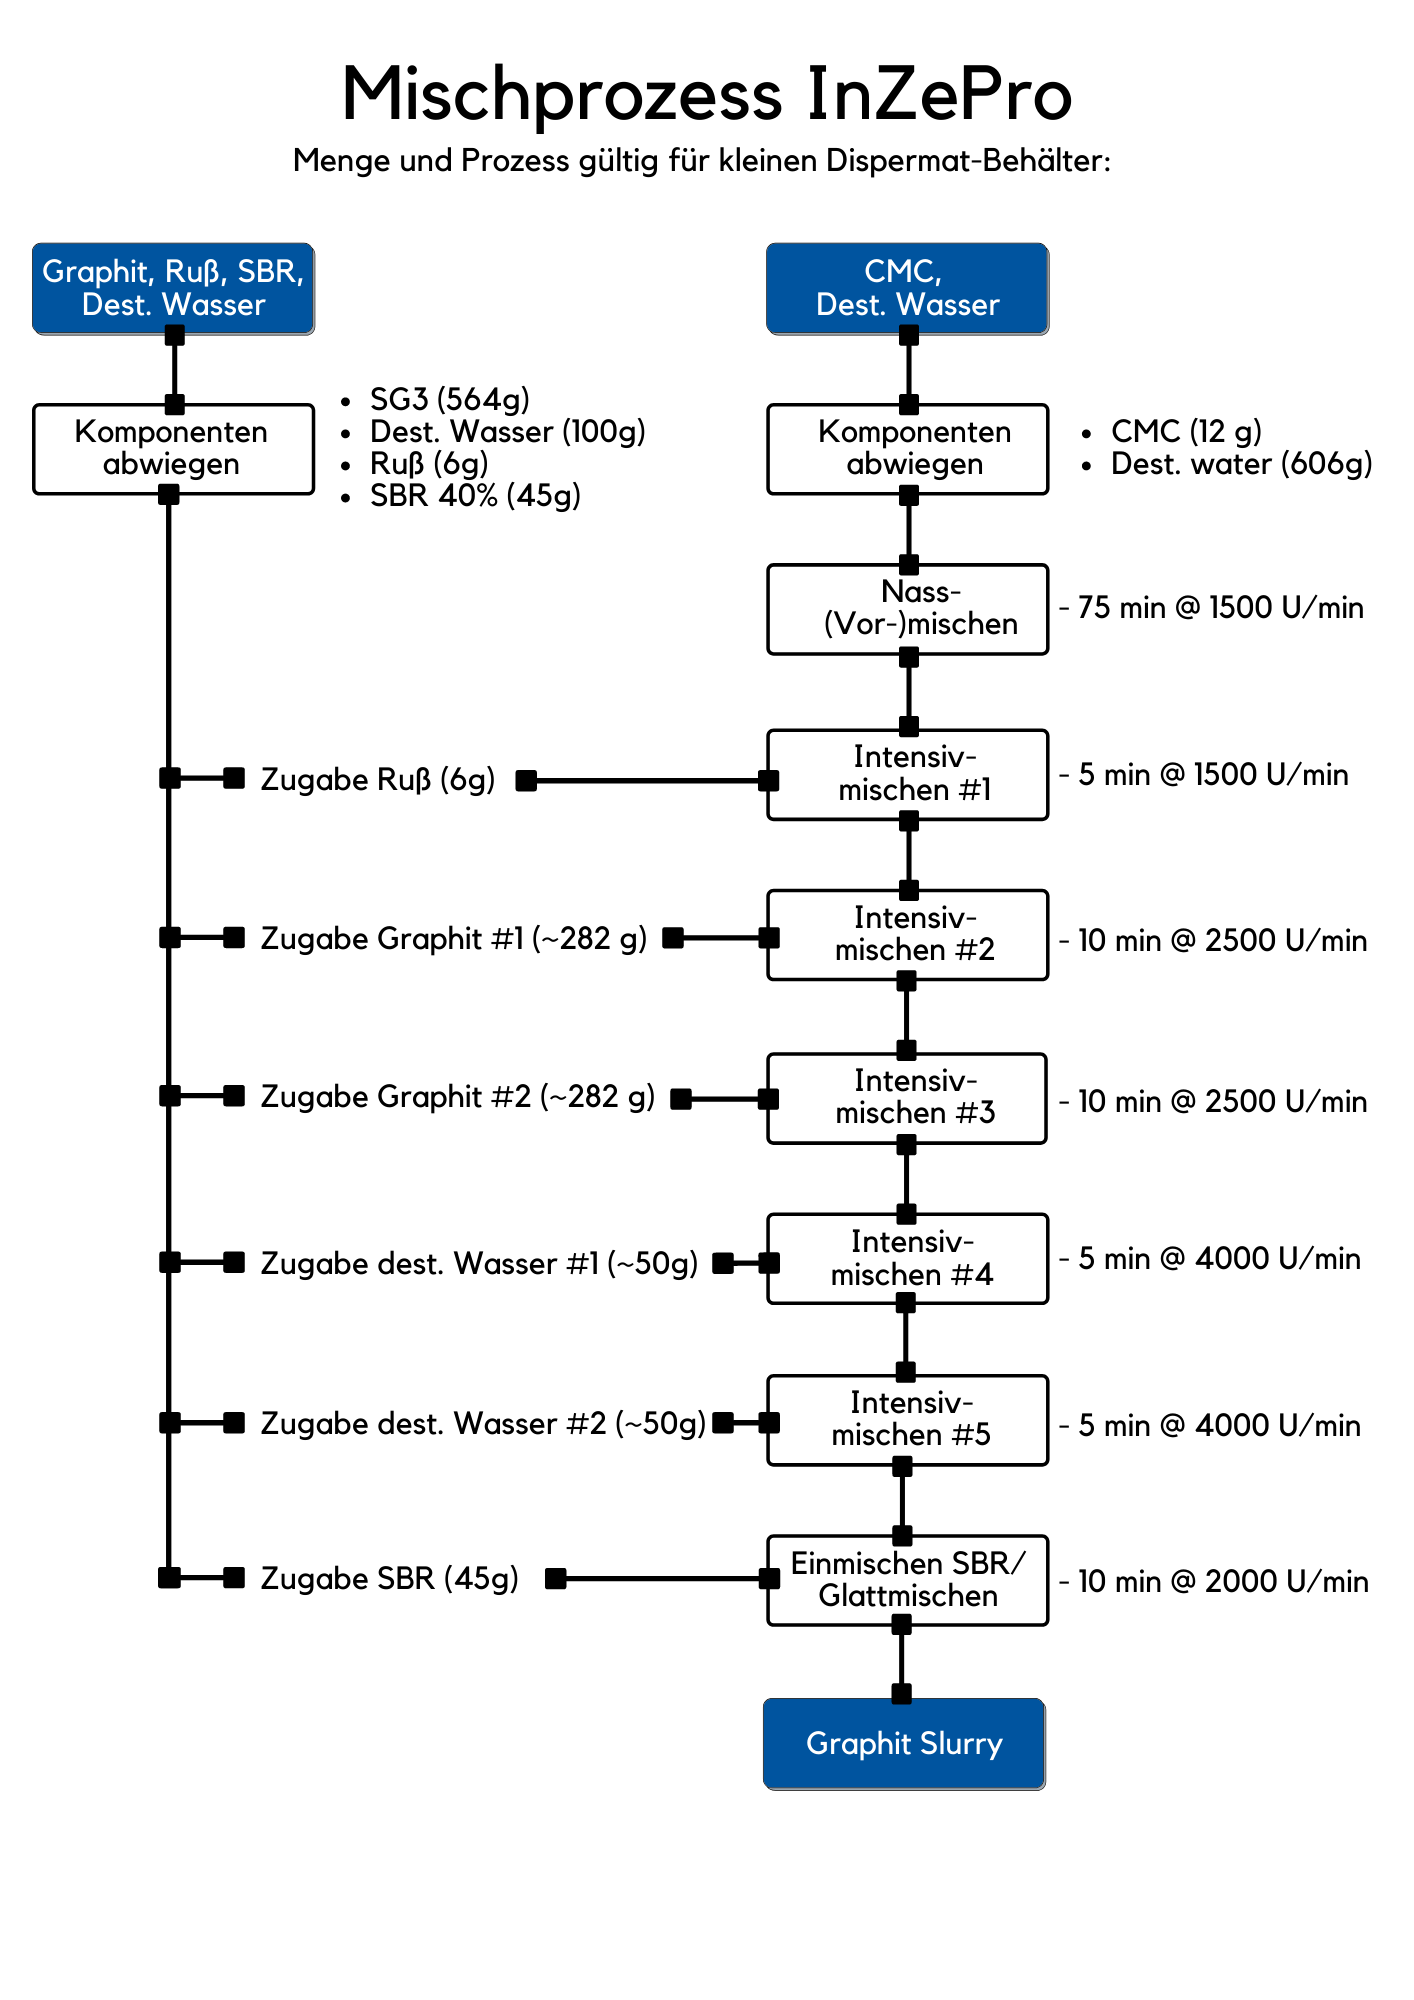 Mischprozess InZePro
Menge und Prozess gültig für kleinen Dispermat-Behälter:
Graphit, Ruß, SBR,
Dest. Wasser
CMC,
Dest. Wasser
Komponenten
abwiegen
• SG3 (564g)
• Dest. Wasser (100g)
• Ruß (6g)
• SBR 40% (45g)
Komponenten
abwiegen
• CMC (12 g)
• Dest. water (606g)
Nass-
(Vor-)mischen
- 75 min @ 1500 U/min
Zugabe Ruß (6g)
Intensiv-
mischen #1
- 5 min @ 1500 U/min
Zugabe Graphit #1 (~282 g)
Intensiv-
mischen #2
- 10 min @ 2500 U/min
Zugabe Graphit #2 (~282 g)
Intensiv-
mischen #3
- 10 min @ 2500 U/min
Zugabe dest. Wasser #1 (~50g)
Intensiv-
mischen #4
- 5 min @ 4000 U/min
Zugabe dest. Wasser #2 (~50g)
Intensiv-
mischen #5
- 5 min @ 4000 U/min
Zugabe SBR (45g)
Einmischen SBR/
Glattmischen
- 10 min @ 2000 U/min
Graphit Slurry